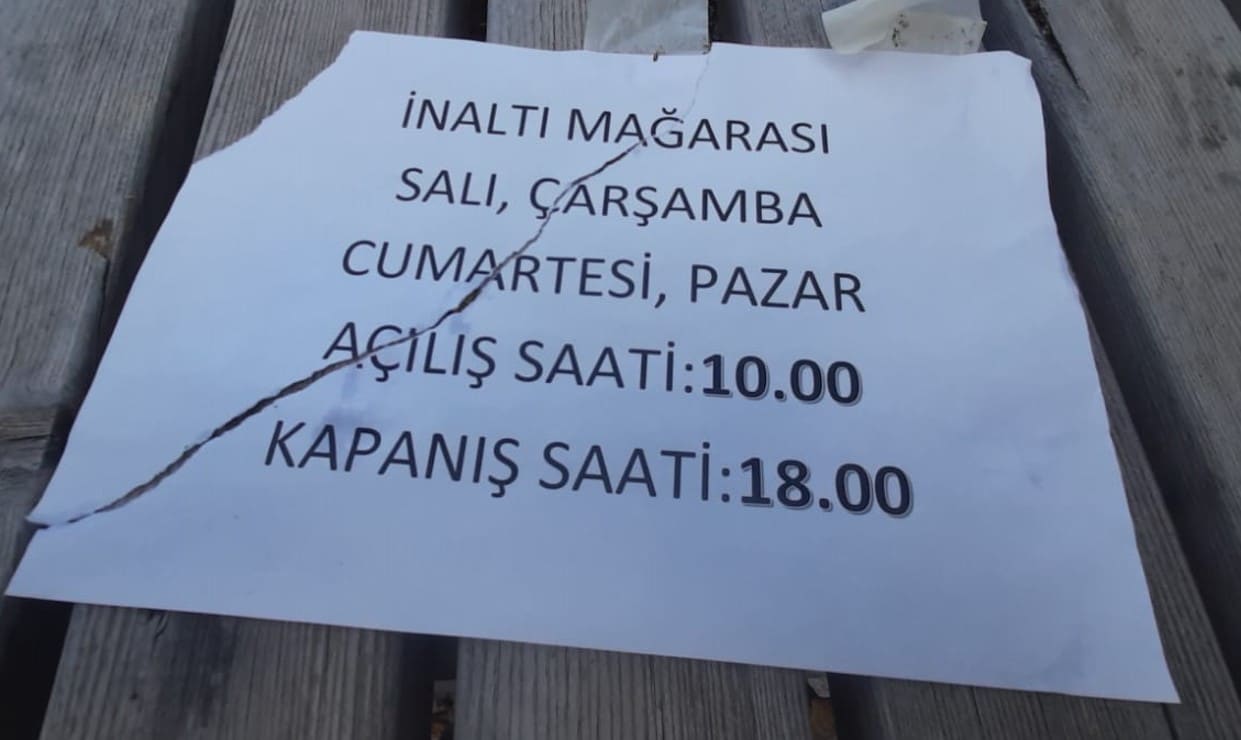 İNALTI MAĞARASI
SALI, ÇARŞAMBA
CUMARTESİ, PAZAR
AÇILIŞ SAATİ:10.00
KAPANIŞ SAATİ:18.00